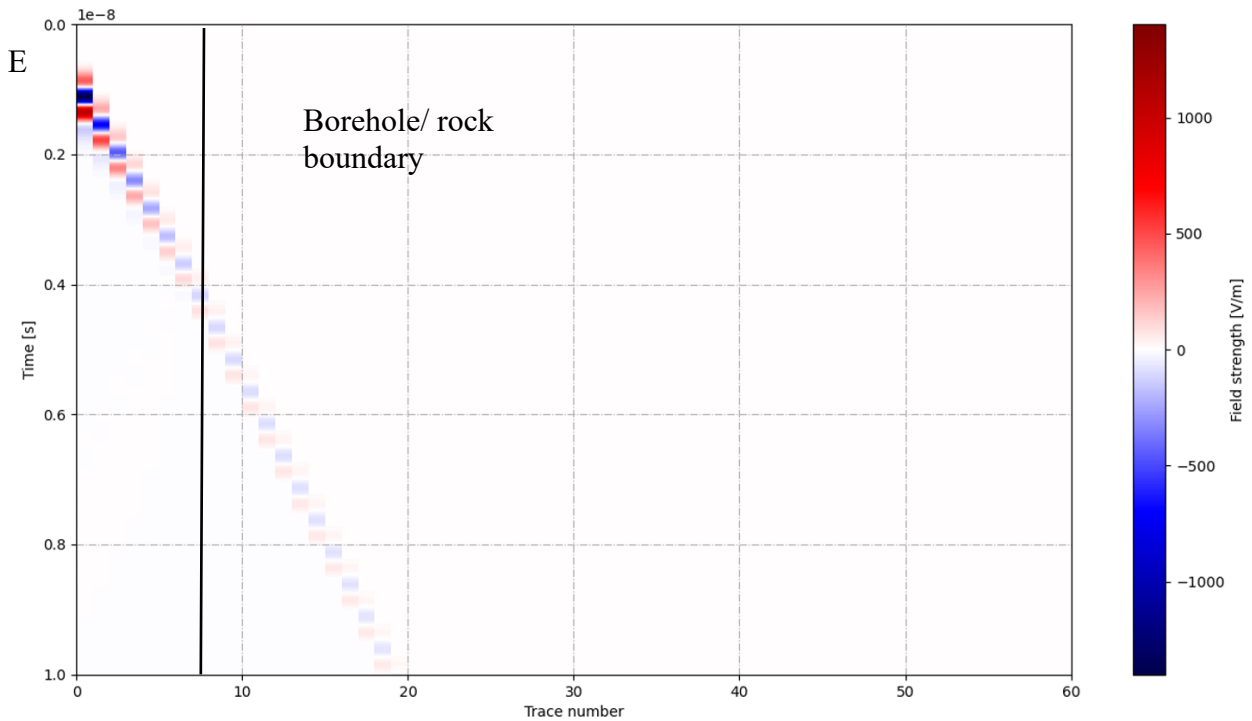 1e−8
E
Borehole/ rock
boundary
0.0
0.2
0.4
0.6
0.8
1.0
Time [s]
0
10
20
30
40
50
60
Trace number
1000
500
0
−500
−1000
Field strength [V/m]